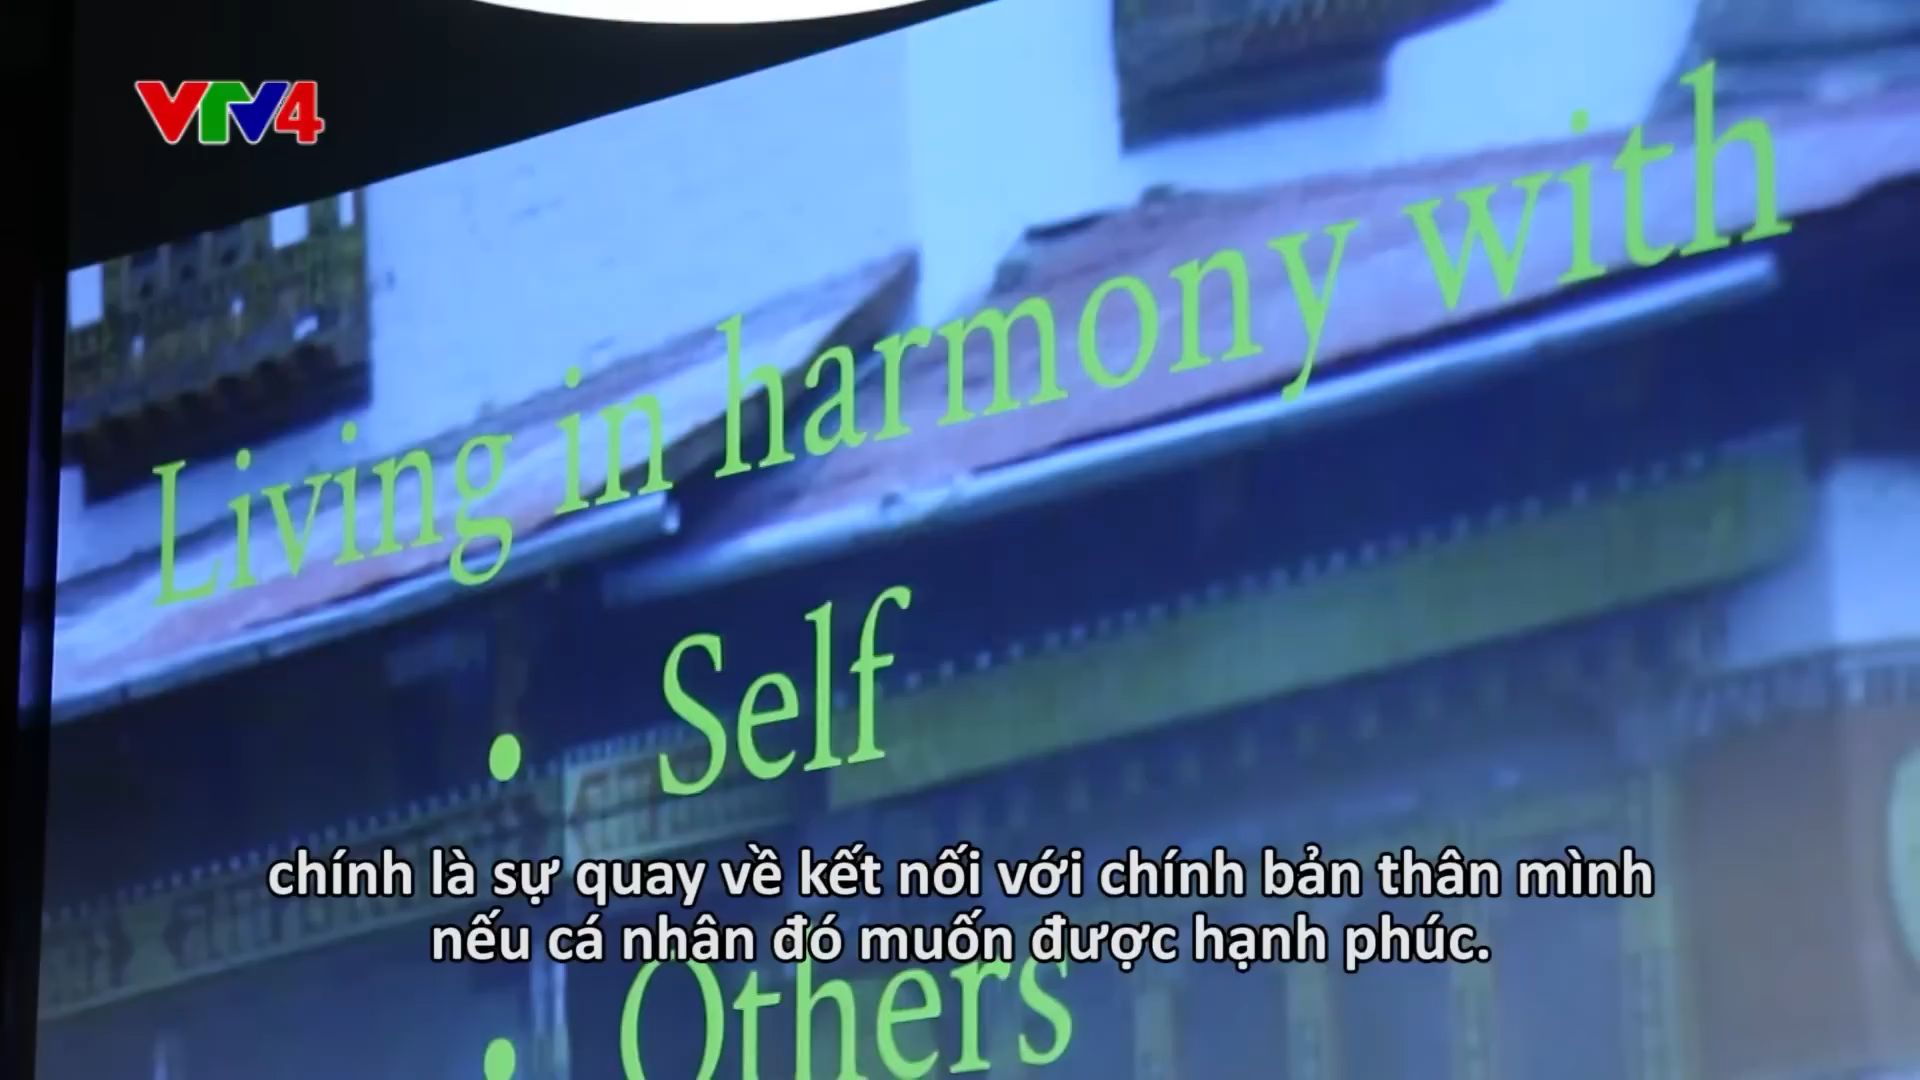 VTV4
Living in harmony with
• Self
chính là sự quay về kết nối với chính bản thân mình
nếu cá nhân đó muốn được hạnh phúc.
• Others